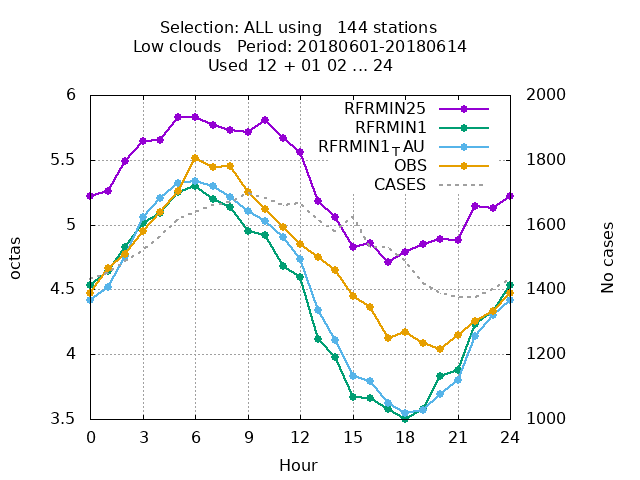 Selection: ALL using   144 stations
Low clouds   Period: 20180601-20180614
Used  12 + 01 02 ... 24
6
2000
RFRMIN25
RFRMIN1
RFRMIN1┬AU
OBS
CASES
5.5
1800
5
1600
octas
No cases
4.5
1400
4
1200
3.5
1000
0 3 6 9 12 15 18 21 24
Hour